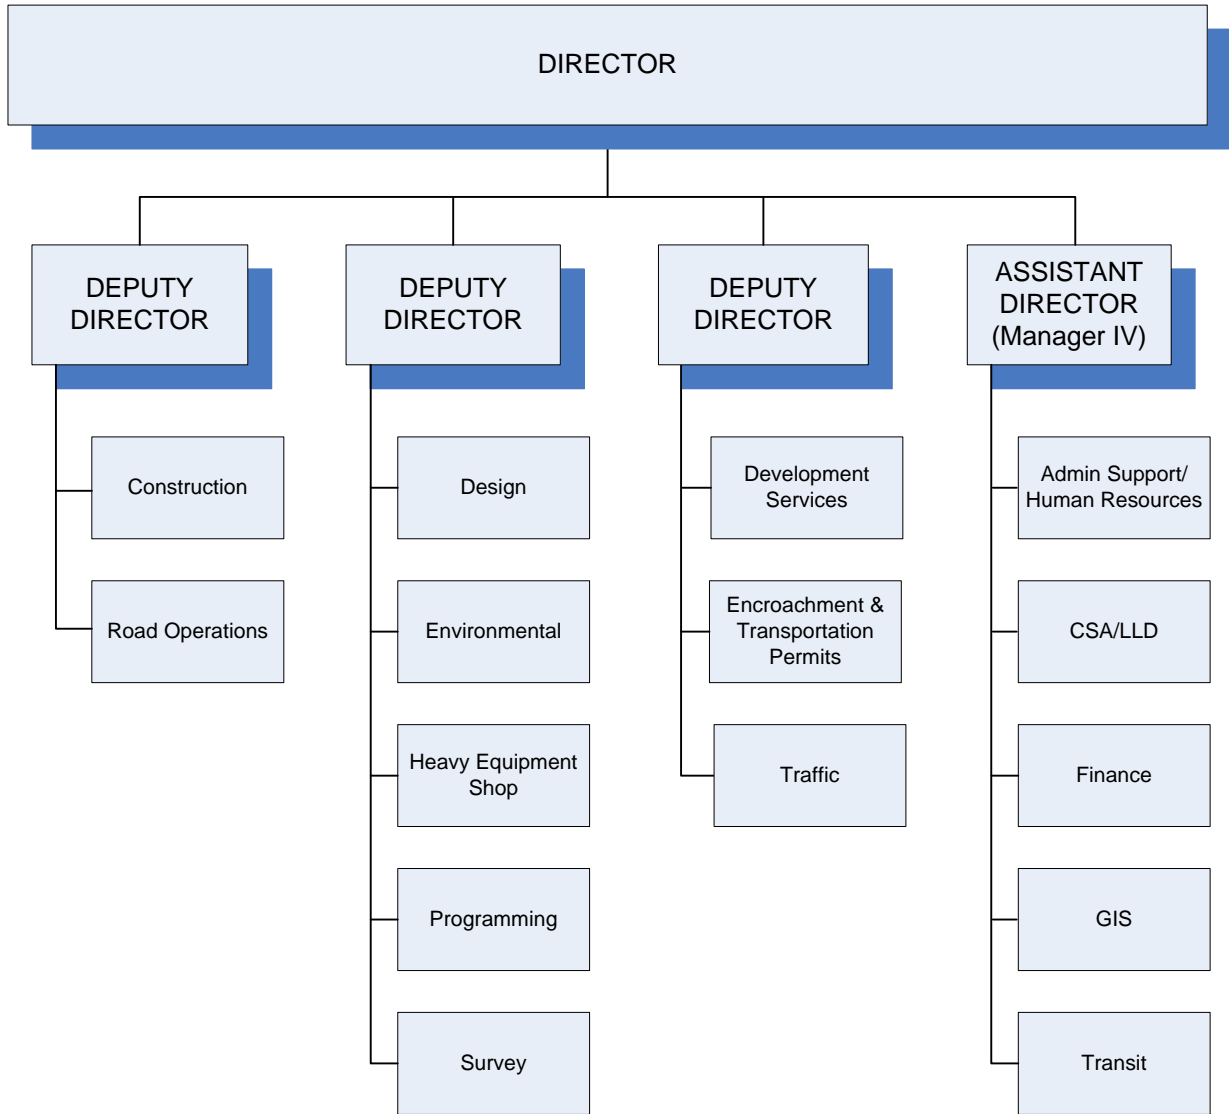 DIRECTOR
DEPUTY
DIRECTOR
DEPUTY
DIRECTOR
DEPUTY
DIRECTOR
ASSISTANT
DIRECTOR
(Manager IV)
Construction
Road Operations
Design
Environmental
Heavy Equipment
Shop
Programming
Survey
Development
Services
Encroachment &
Transportation
Permits
Traffic
Admin Support/
Human Resources
CSA/LLD
Finance
GIS
Transit